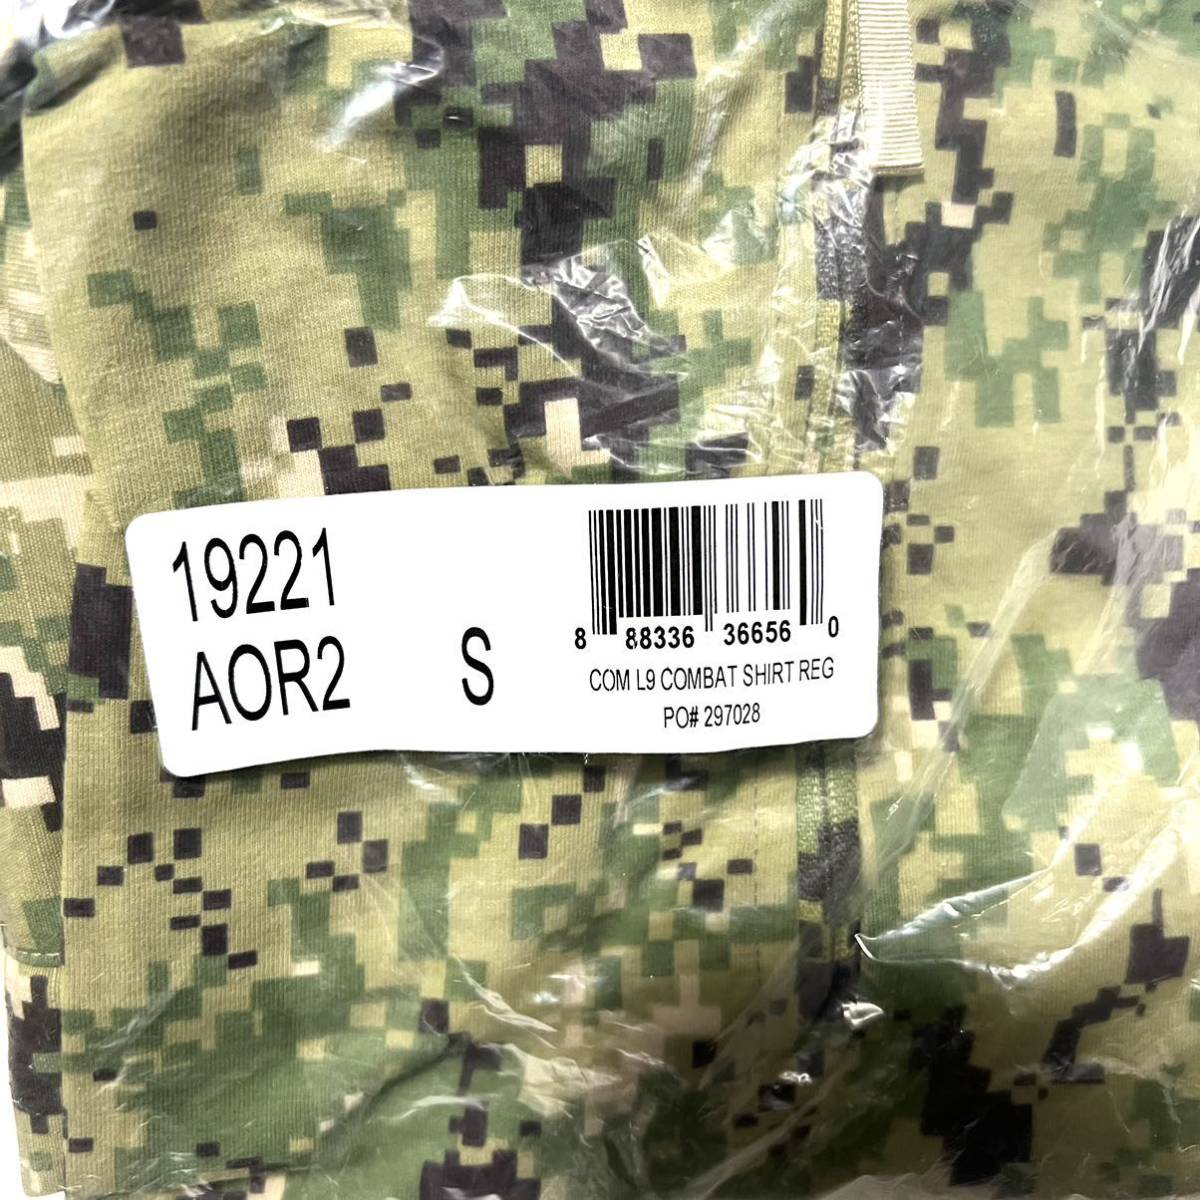 19221
AOR2
S
8 88336 36656 0
COM L9 COMBAT SHIRT REG
PO# 297028